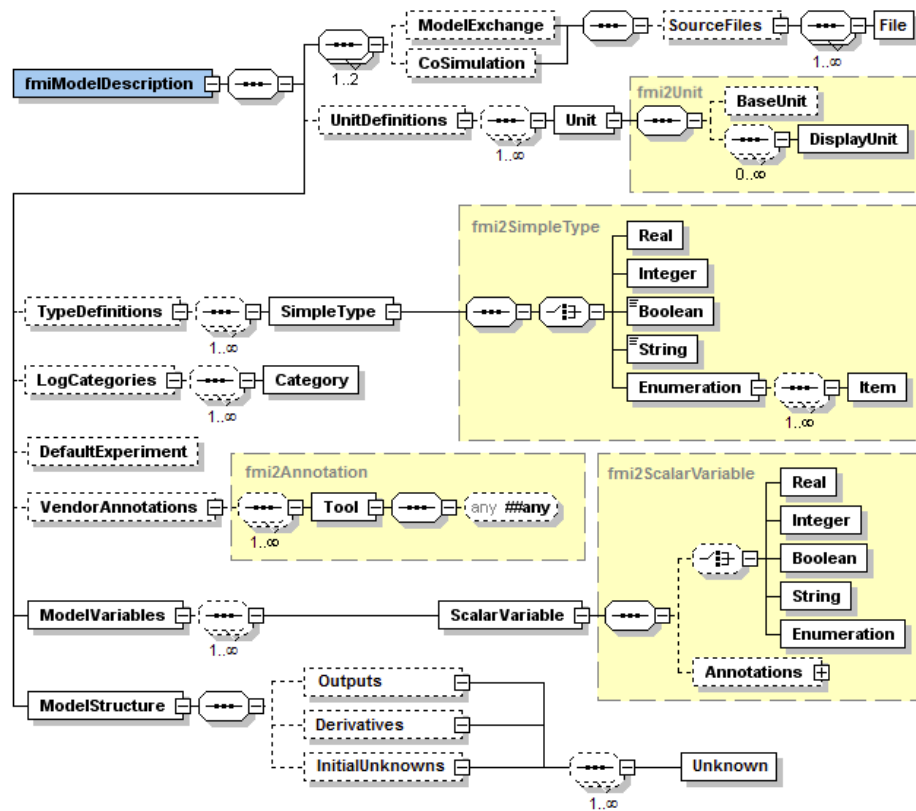 ModelExchange
SourceFiles
File
CoSimulation
1..2
1..∞
fmiModelDescription
fmi2Unit
UnitDefinitions
Unit
BaseUnit
DisplayUnit
1..∞
0..∞
fmi2SimpleType
Real
Integer
TypeDefinitions
SimpleType
Boolean
1..∞
String
LogCategories
Category
Enumeration
Item
1..∞
1..∞
DefaultExperiment
fmi2Annotation
fmi2ScalarVariable
VendorAnnotations
Tool
any ##any
1..∞
Real
Integer
Boolean
String
Enumeration
ModelVariables
ScalarVariable
1..∞
Annotations
ModelStructure
Outputs
Derivatives
InitialUnknowns
Unknown
1..∞